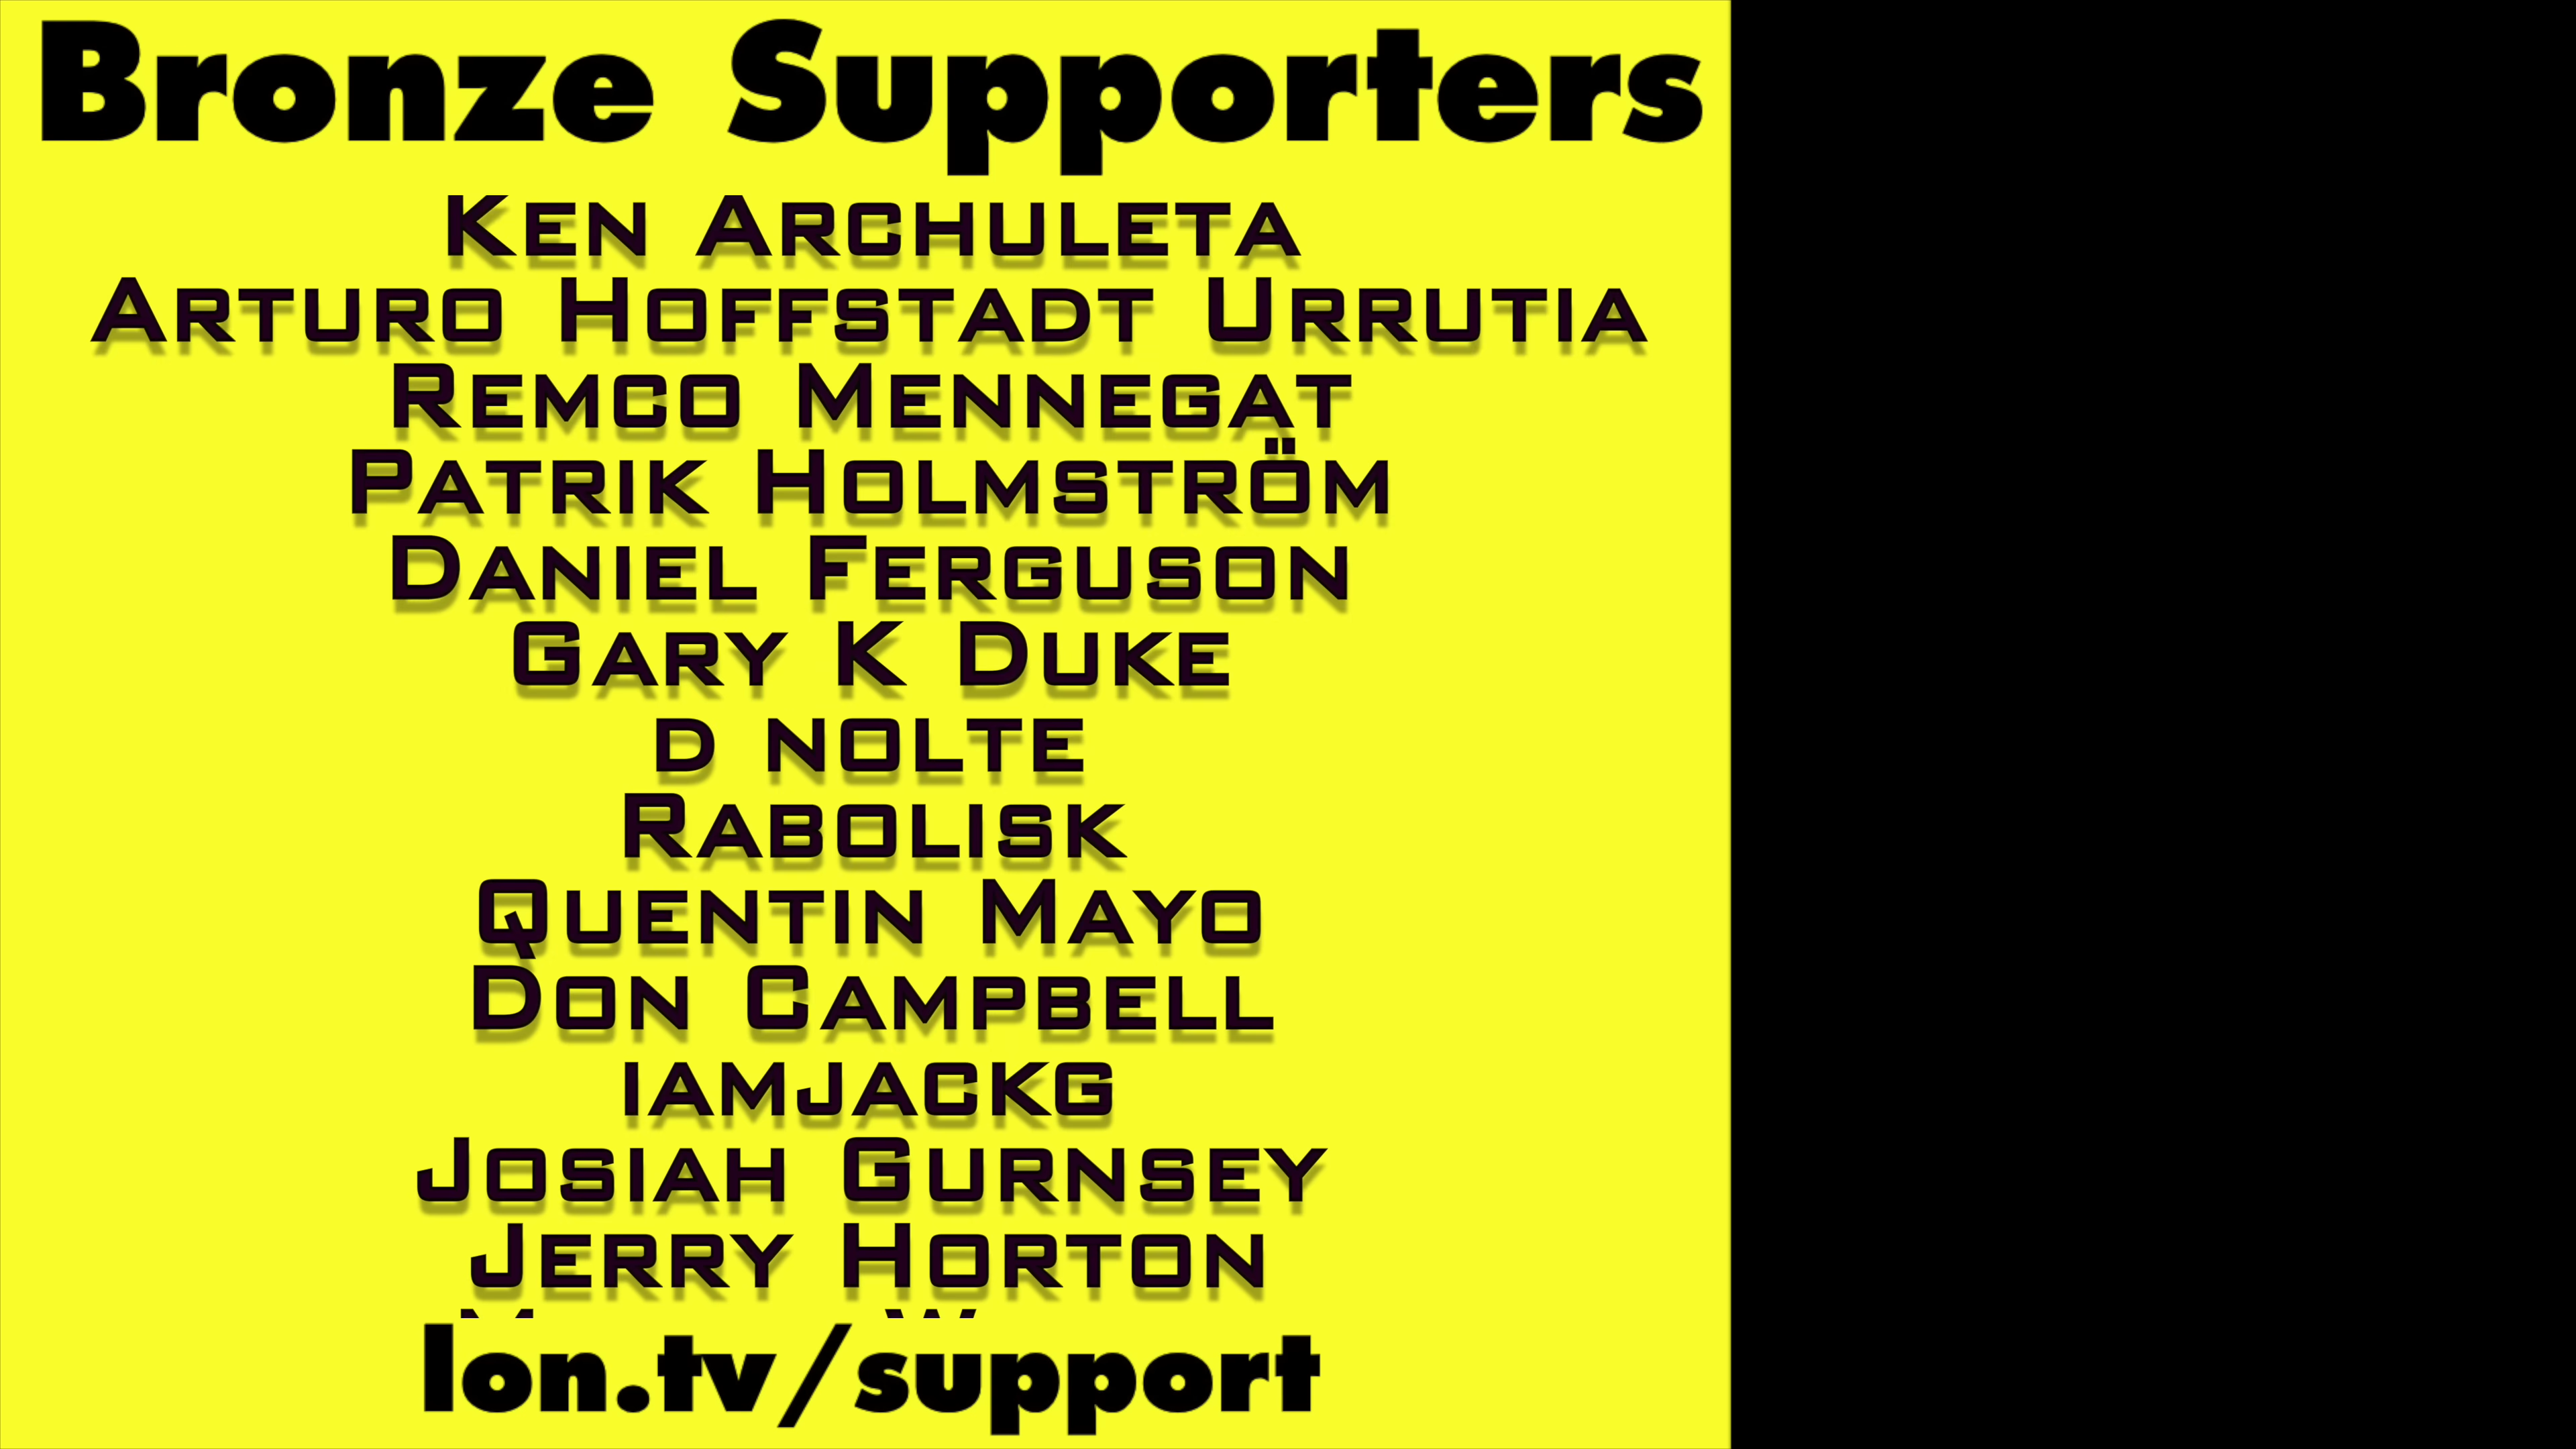 Bronze Supporters
Ken Archuleta
Arturo Hoffstadt Urrutia
Remco Mennegat
Patrik Holmström
Daniel Ferguson
Gary K Duke
d nolte
Rabolisk
Quentin Mayo
Don Campbell
iamjackg
Josiah Gurnsey
Jerry Horton
lon.tv/support